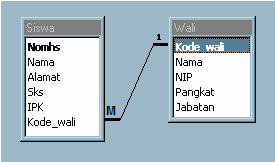 Siswa
Nomhs
Nama
Alamat
Sks
IPK
Kode_wali
M
1
Wali
Kode_wali
Nama
NIP
Pangkat
Jabatan